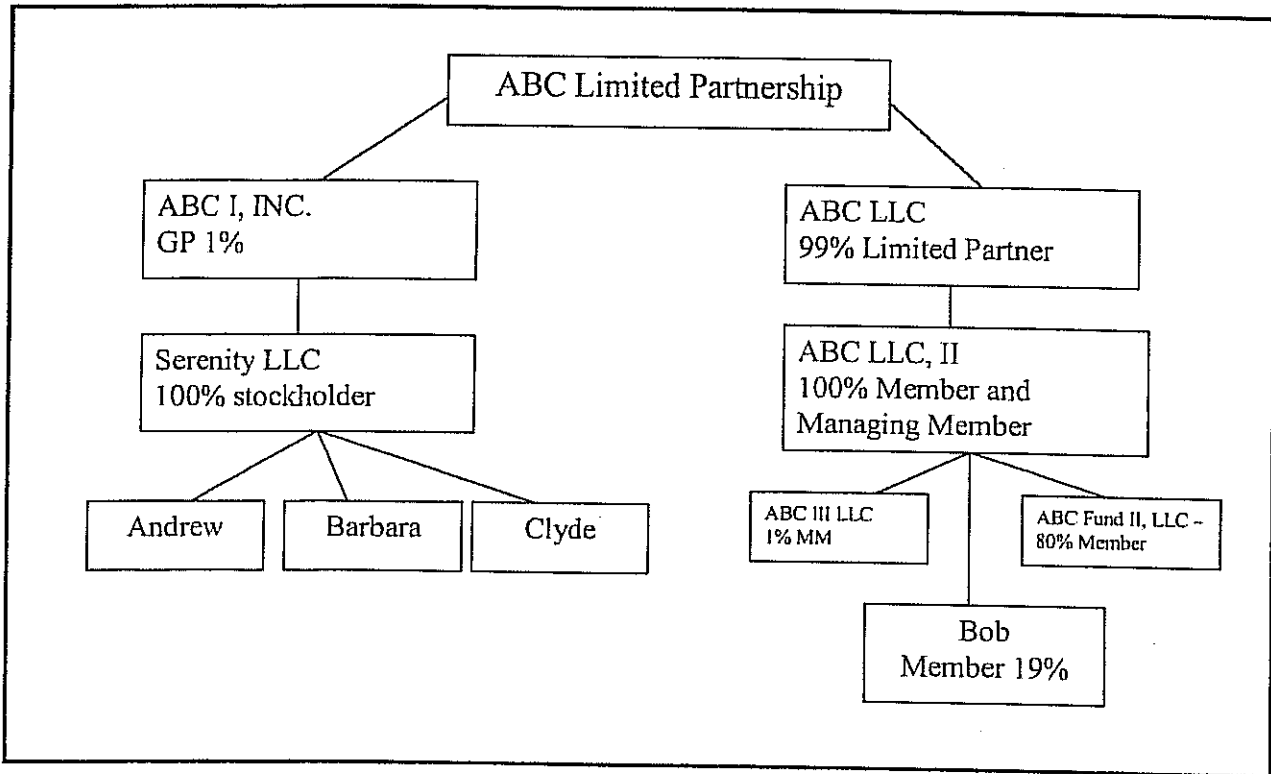 ABC Limited Partnership
ABC I, INC.
GP 1%
ABC LLC
99% Limited Partner
Serenity LLC
100% stockholder
ABC LLC, II
100% Member and
Managing Member
Andrew
Barbara
Clyde
ABC III LLC
1% MM
ABC Fund II, LLC –
80% Member
Bob
Member 19%